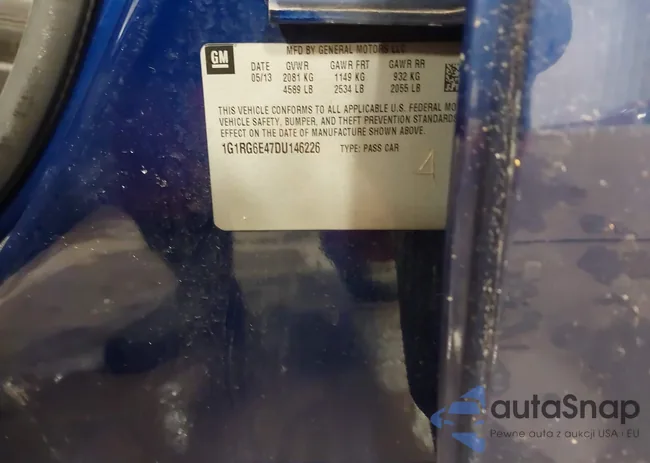 GM
MFD BY GENERAL MOTORS LLC
DATE GVWR GAWR FRT GAWR RR
05/13 2081 KG 1149 KG 932 KG
4589 LB 2534 LB 2055 LB
THIS VEHICLE CONFORMS TO ALL APPLICABLE U.S. FEDERAL MO
VEHICLE SAFETY, BUMPER, AND THEFT PREVENTION STANDARDS
EFFECT ON THE DATE OF MANUFACTURE SHOWN ABOVE.
1G1RG6E47DU146226 TYPE: PASS CAR
4
autaSnap
Pewne auta z aukcji USA i EU